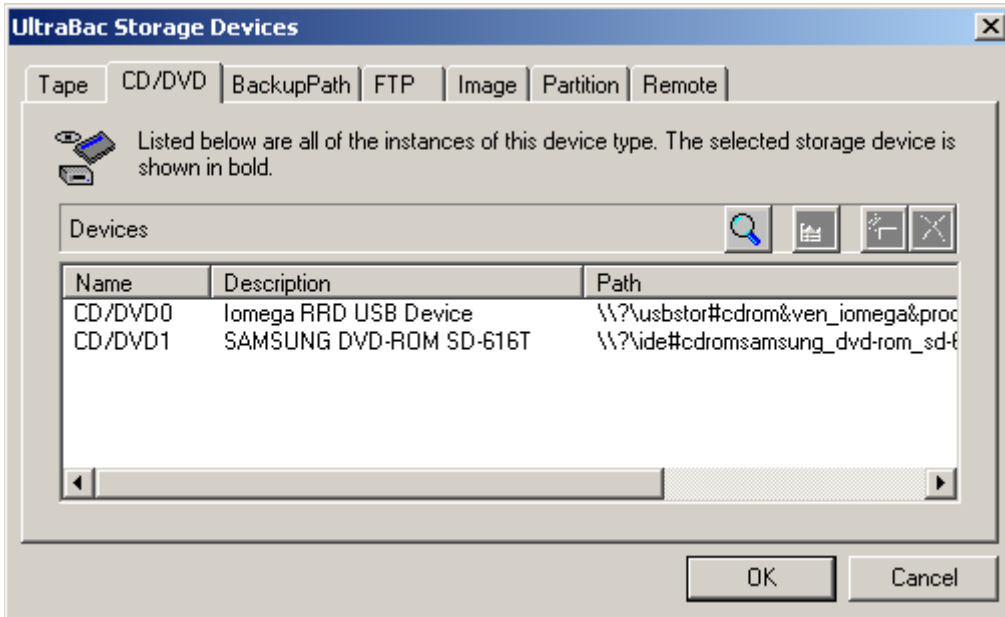 UltraBac Storage Devices
Tape CD/DVD BackupPath FTP Image Partition Remote
Listed below are all of the instances of this device type. The selected storage device is
shown in bold.
Devices
Name Description Path
CD/DVD0 Iomega RRD USB Device \\?\usbstor#cdrom&ven_iomega&proc
CD/DVD1 SAMSUNG DVD-ROM SD-616T \\?\ide#cdromsamsung_dvd-rom_sd-6
OK Cancel